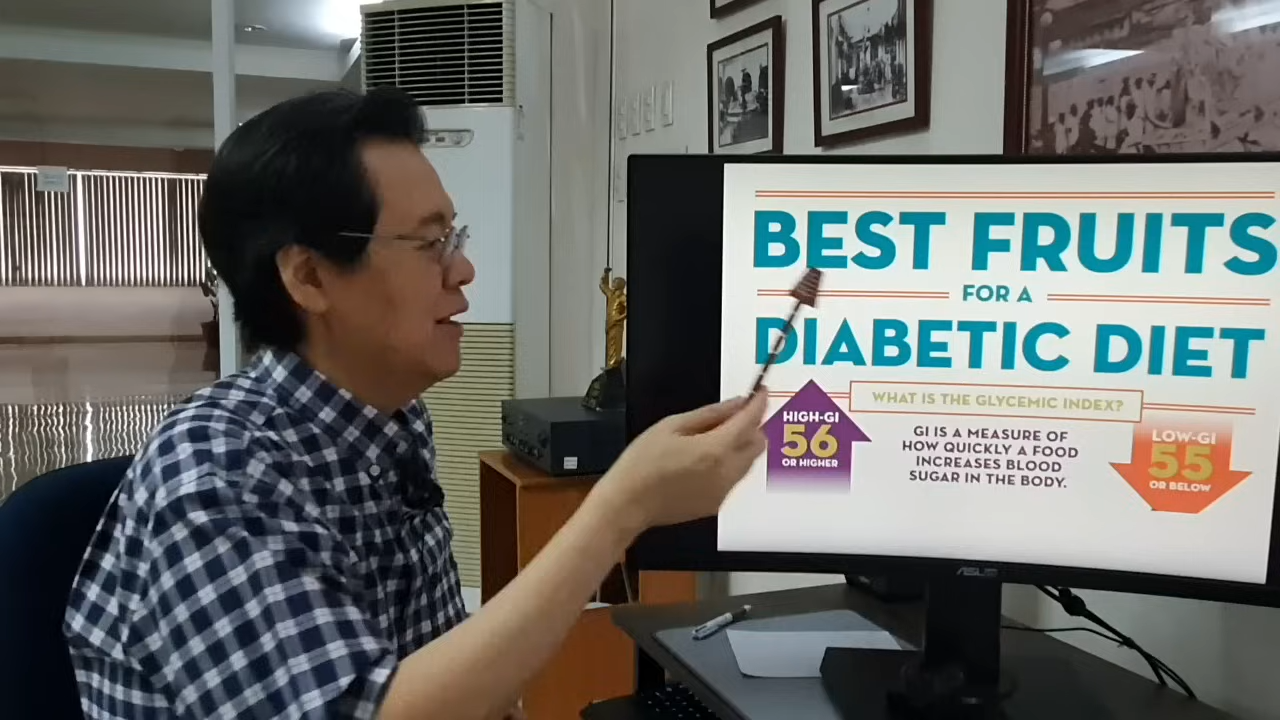 BEST FRUITS
FOR A
DIABETIC DIET
WHAT IS THE GLYCEMIC INDEX?
HIGH-GI
56
OR HIGHER
GI IS A MEASURE OF
HOW QUICKLY A FOOD
INCREASES BLOOD
SUGAR IN THE BODY.
LOW-GI
55
OR BELOW
ASUS